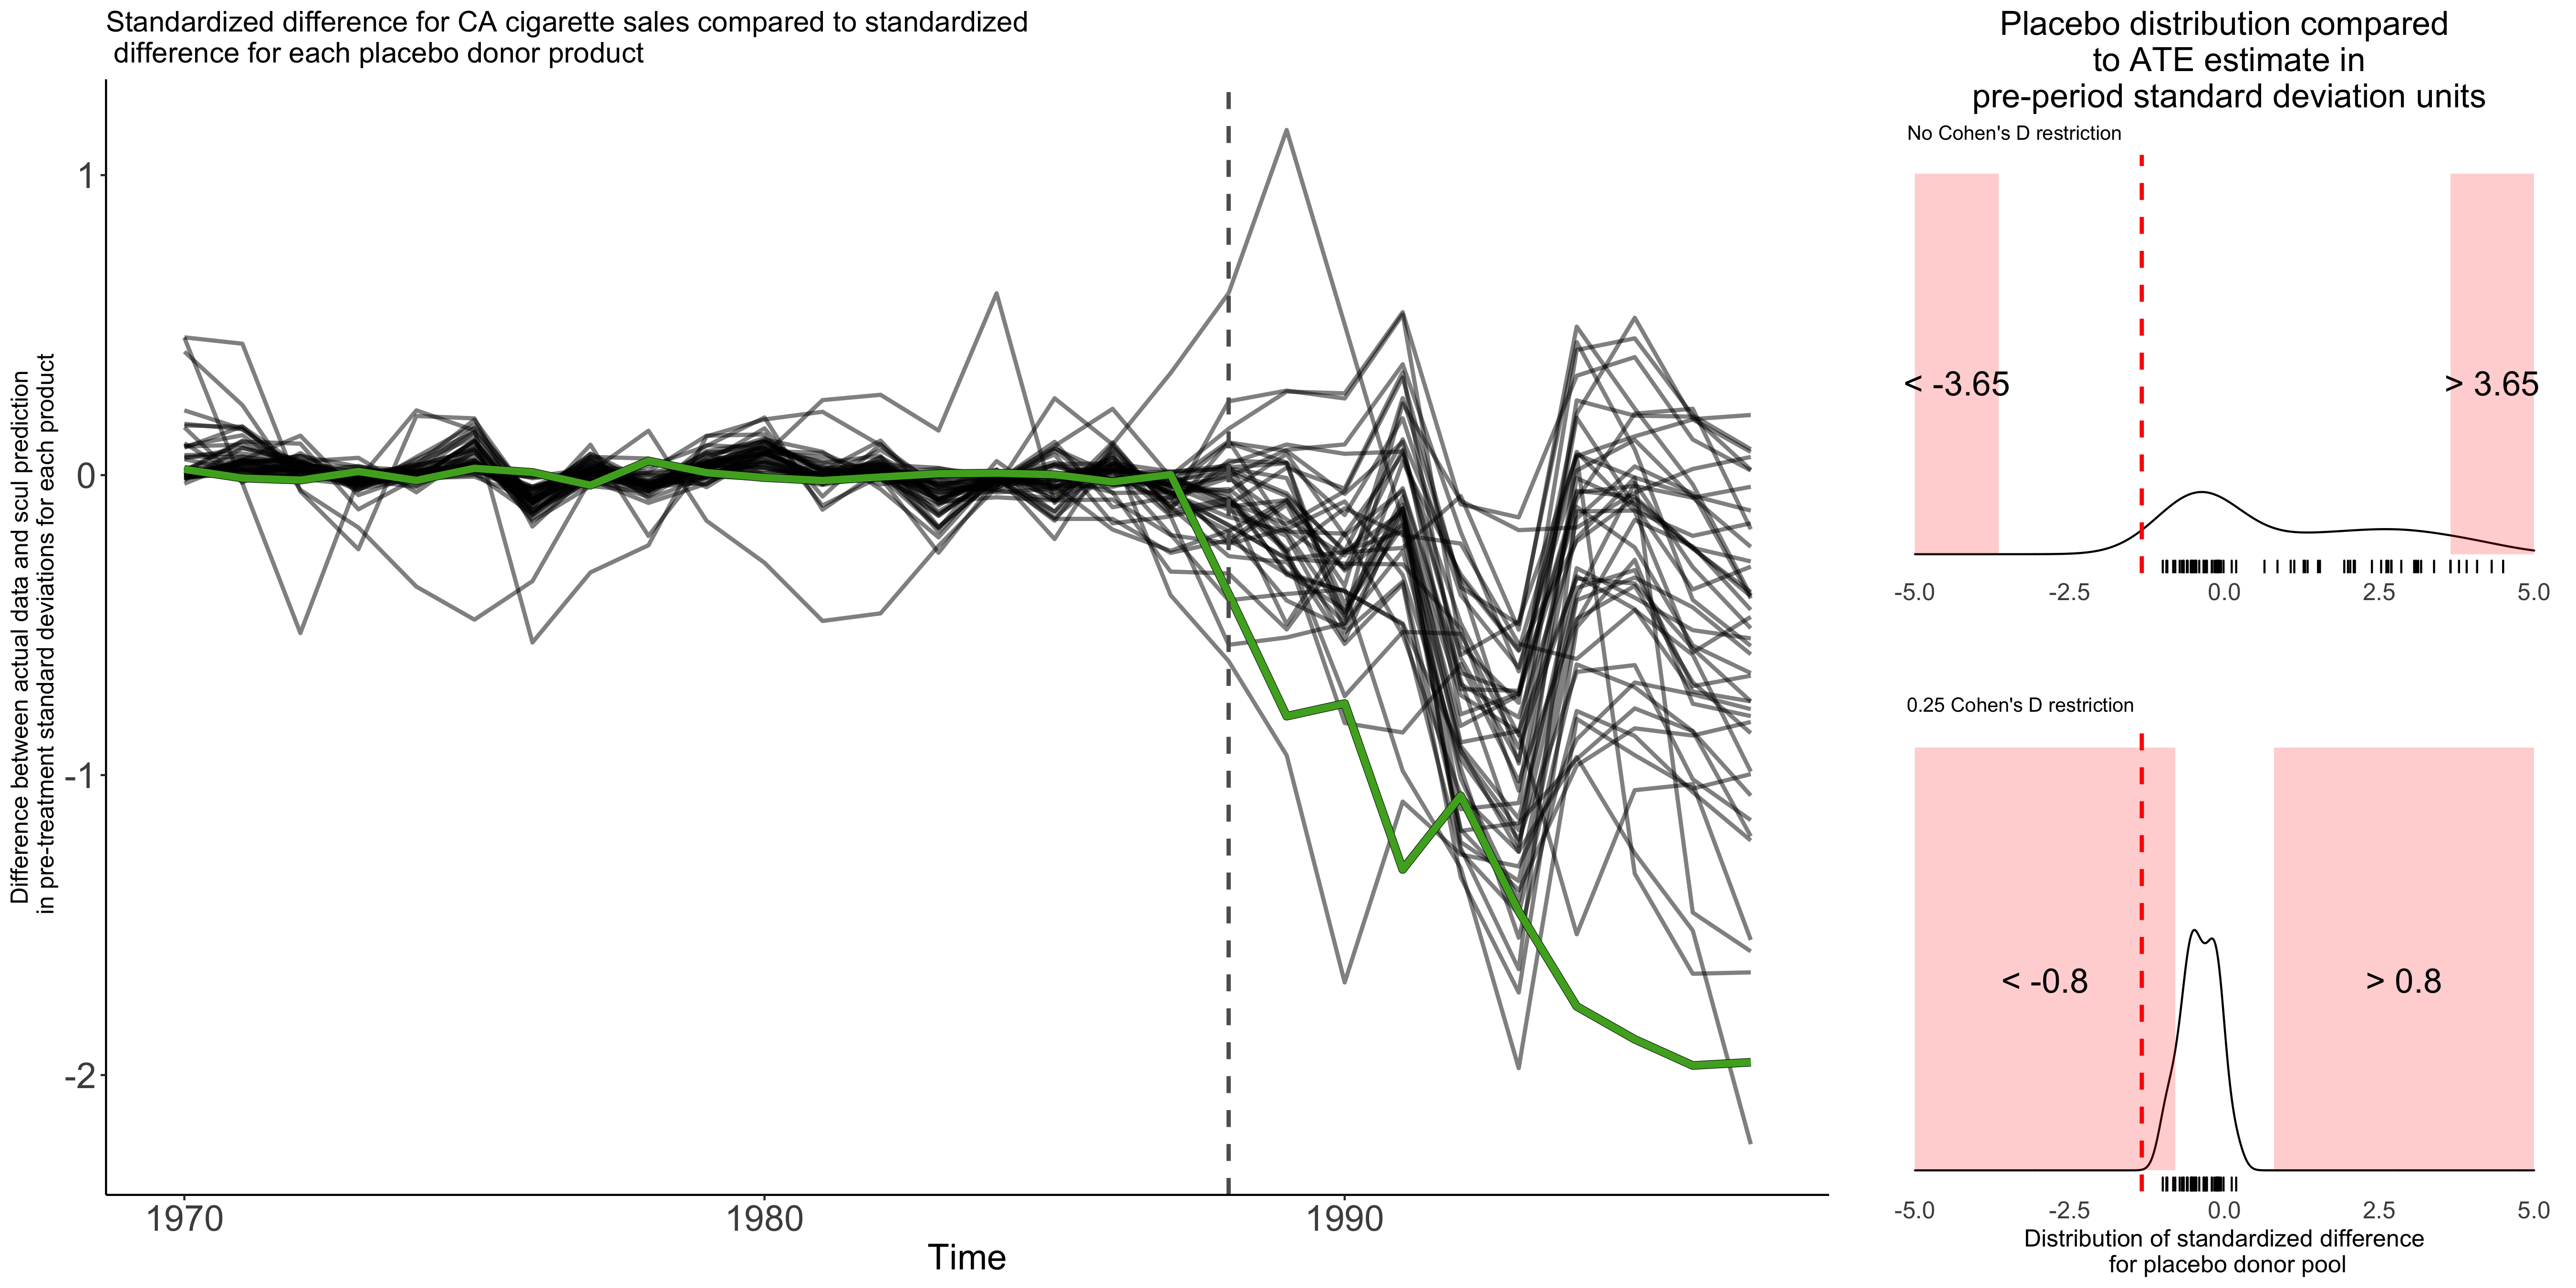 Standardized difference for CA cigarette sales compared to standardized
difference for each placebo donor product
Difference between actual data and scul prediction
in pre-treatment standard deviations for each product
1
0
-1
-2
1970
1980
1990
Time
Placebo distribution compared
to ATE estimate in
pre-period standard deviation units
No Cohen's D restriction
< -3.65
> 3.65
-5.0
-2.5
0.0
2.5
5.0
0.25 Cohen's D restriction
< -0.8
> 0.8
-5.0
-2.5
0.0
2.5
5.0
Distribution of standardized difference
for placebo donor pool